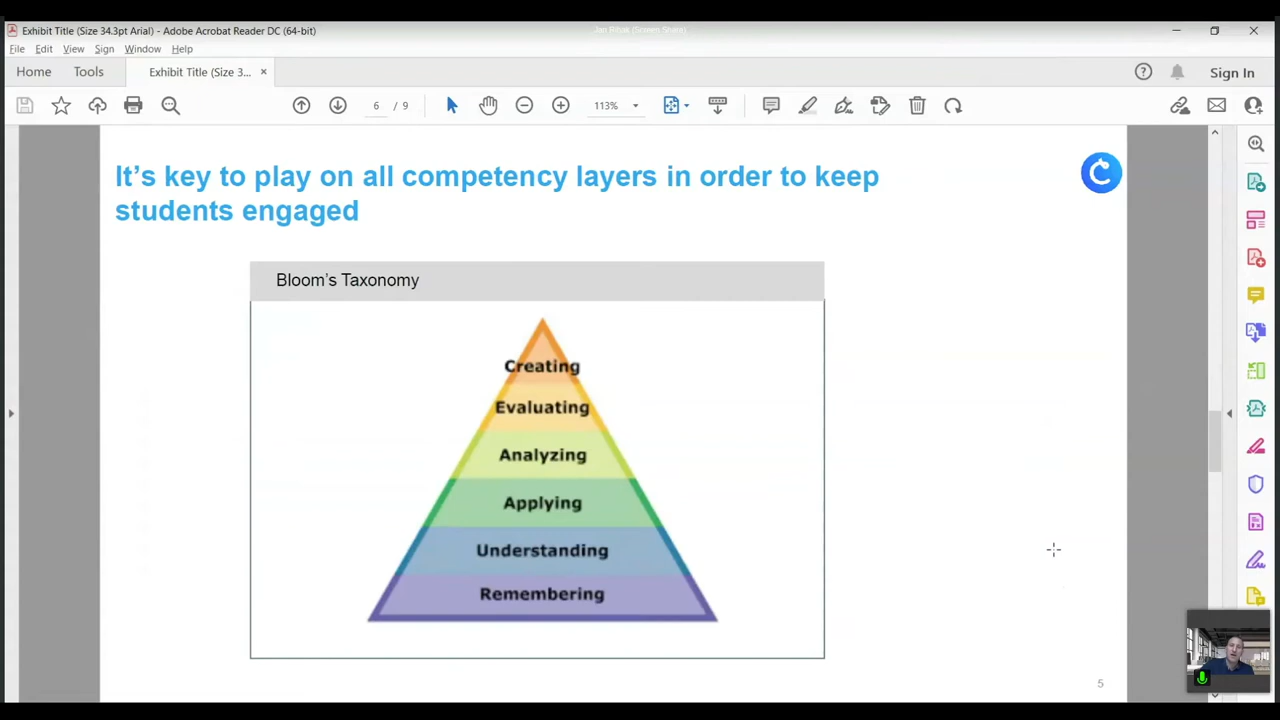 Exhibit Title (Size 34.3pt Arial) - Adobe Acrobat Reader DC (64-bit)
File Edit View Sign Window Help
Home Tools Exhibit Title (Size 3... × Sign In
6 / 9 113%
It's key to play on all competency layers in order to keep
students engaged
Bloom's Taxonomy
Creating
Evaluating
Analyzing
Applying
Understanding
Remembering
5